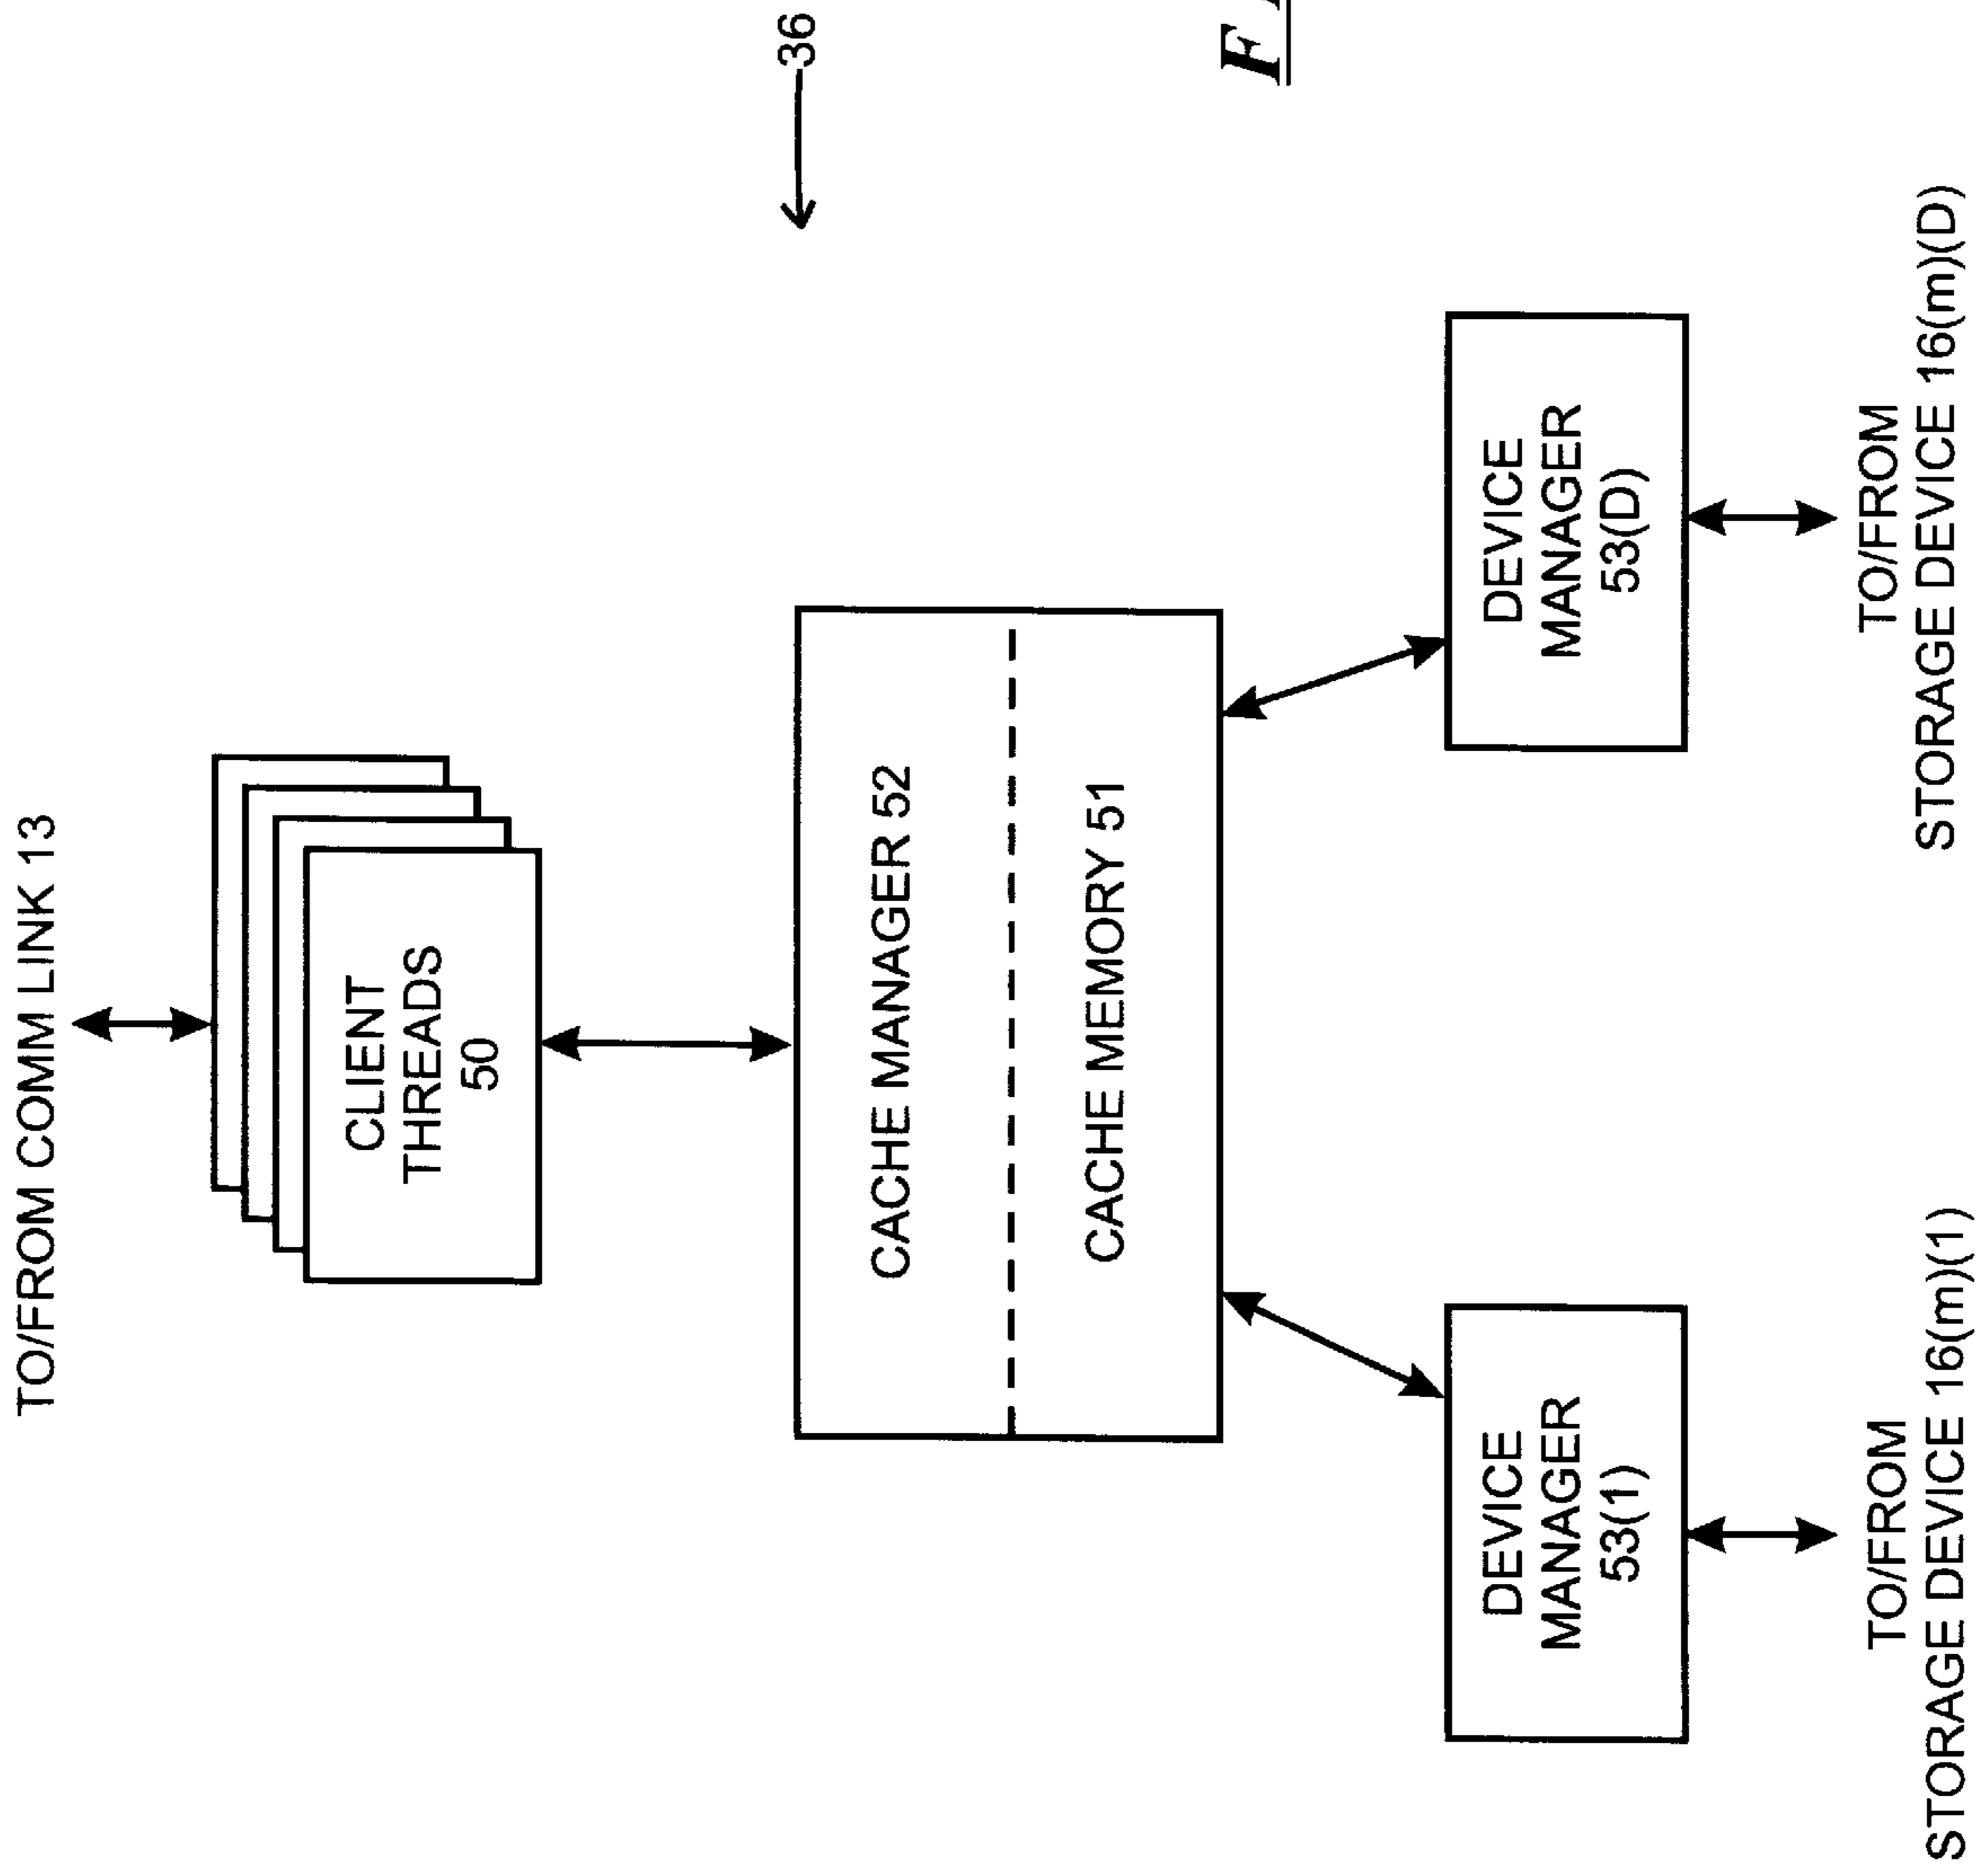 TO/FROM COMM LINK 13
CLIENT
THREADS
50
36
CACHE MANAGER 52
CACHE MEMORY 51
DEVICE
MANAGER
53(1)
DEVICE
MANAGER
53(D)
TO/FROM
STORAGE DEVICE 16(m)(1)
TO/FROM
STORAGE DEVICE 16(m)(D)